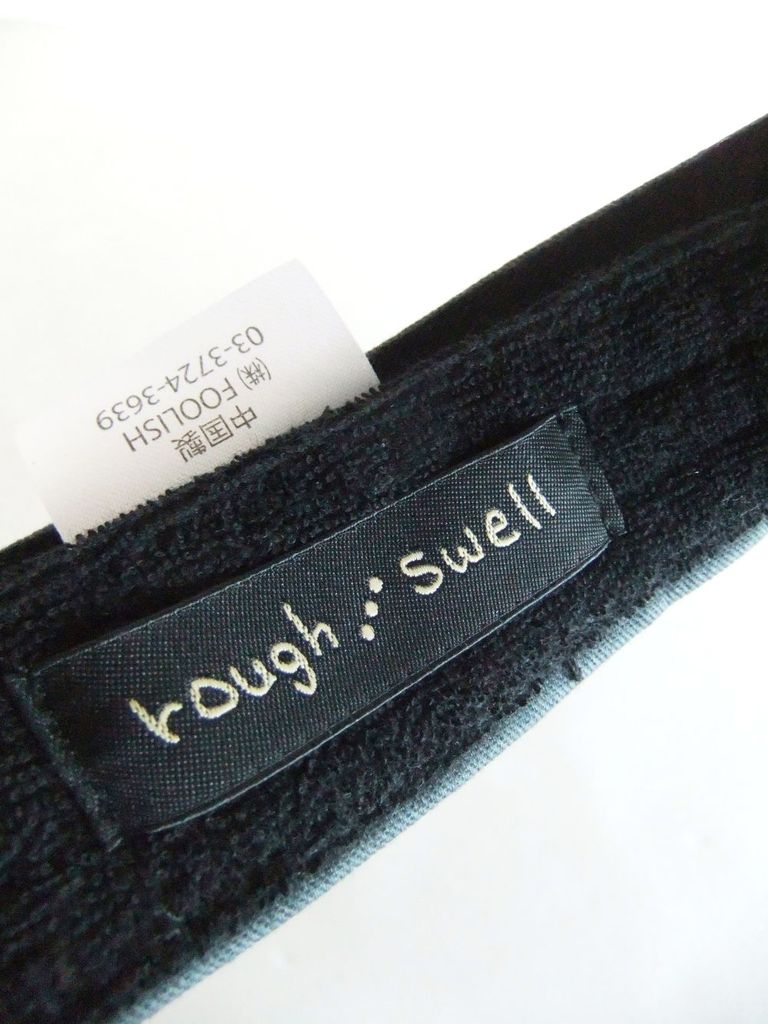 rough swell
中国製
(株) FOOLISH
03-3724-3639